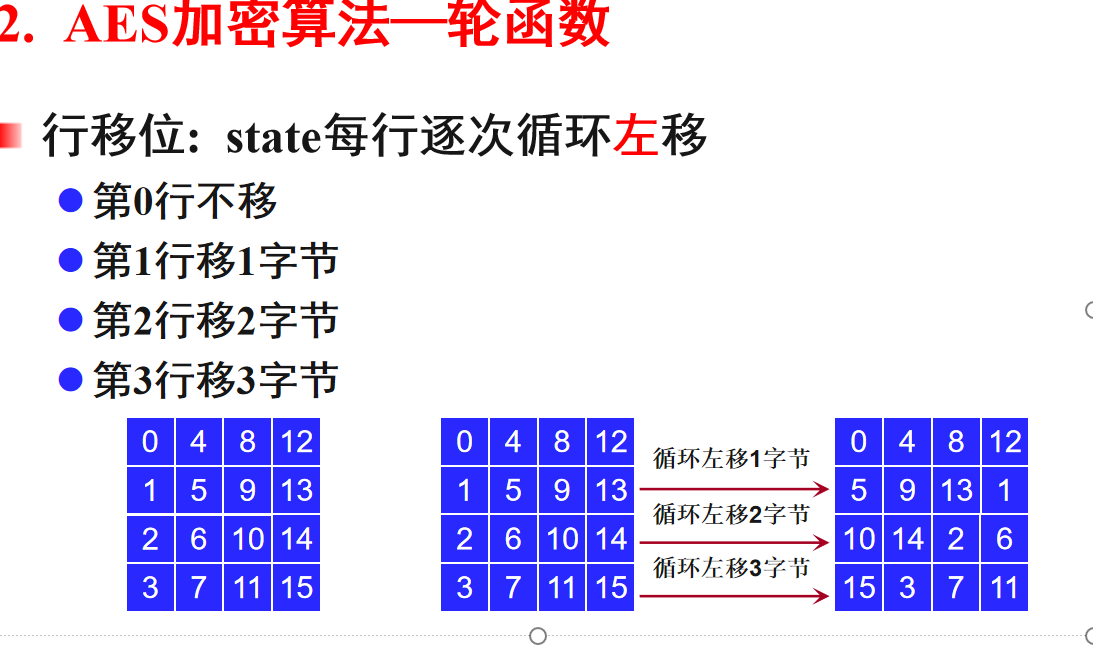 2. AES加密算法—轮函数
行移位: state每行逐次循环左移
第0行不移
第1行移1字节
第2行移2字节
第3行移3字节
0 4 8 12
1 5 9 13
2 6 10 14
3 7 11 15
0 4 8 12
1 5 9 13
2 6 10 14
3 7 11 15
循环左移1字节
循环左移2字节
循环左移3字节
0 4 8 12
5 9 13 1
10 14 2 6
15 3 7 11